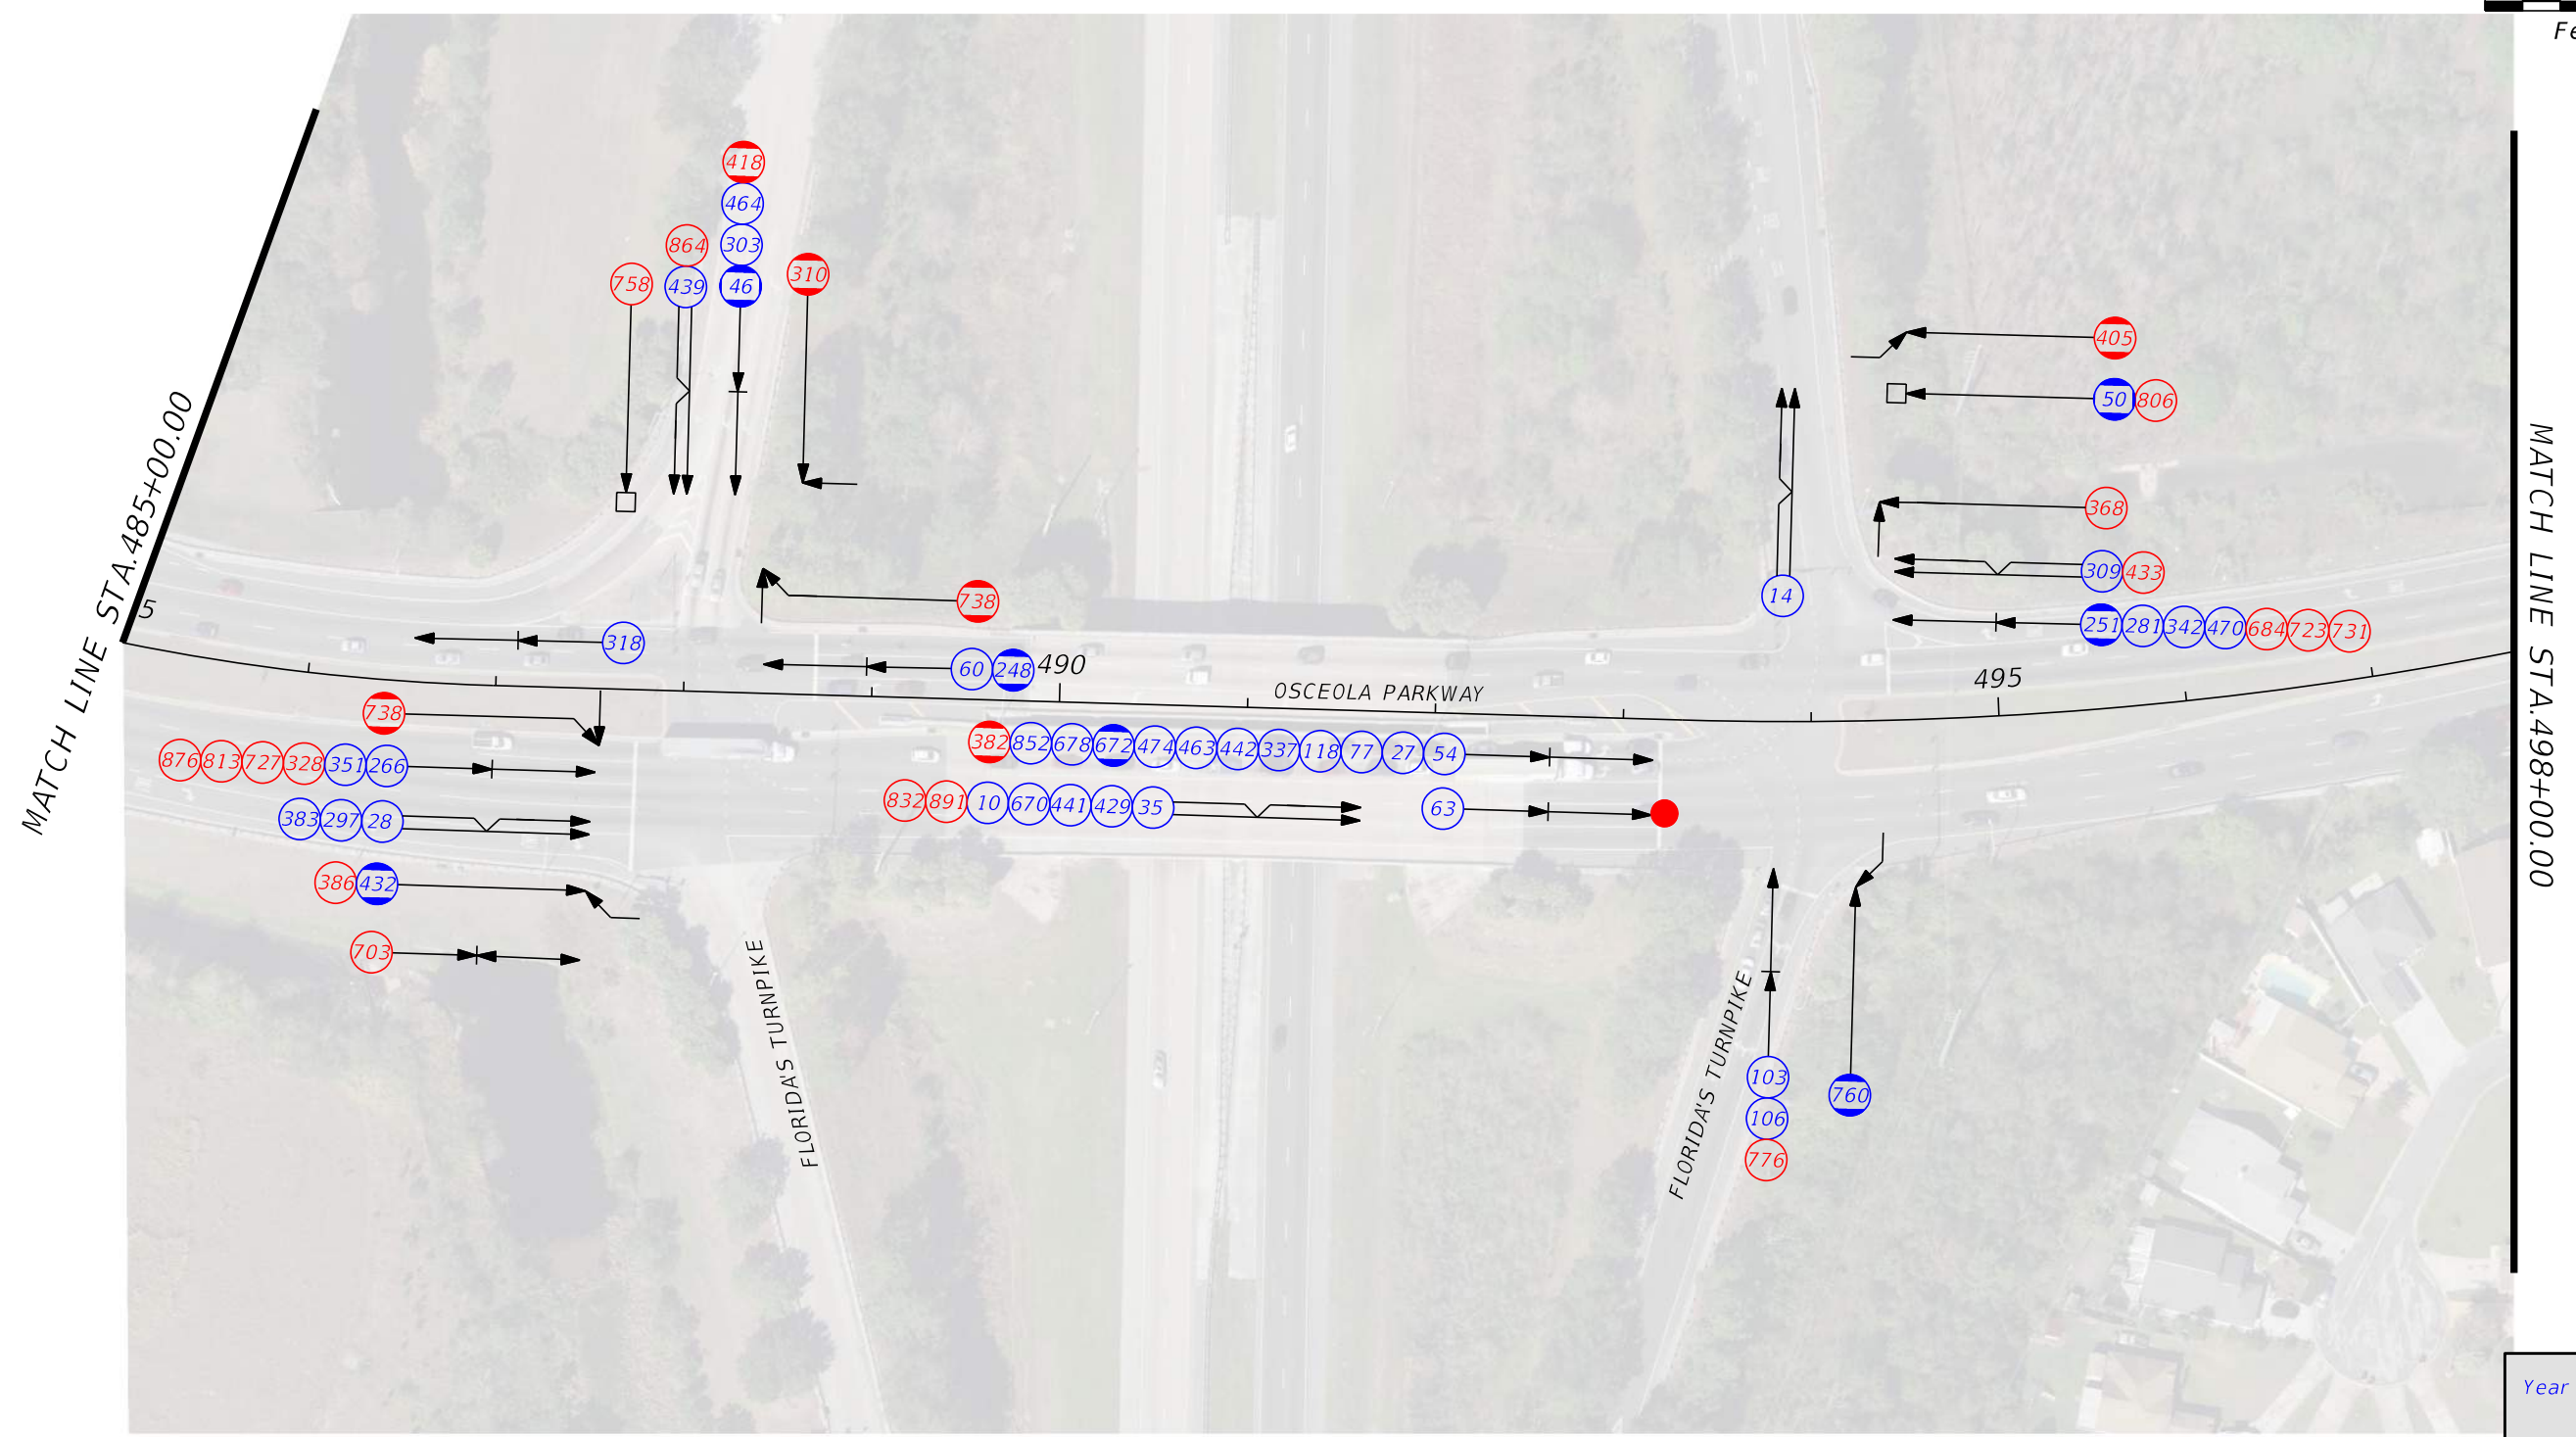 Fe
418
464
864
303
758
439
46
310
405
50 806
MATCH LINE STA.485+00.00
MATCH LINE STA.498+00.00
368
309 433
14
738
5
318
251 281 342 470 684 723 731
60 248
490
495
OSCEOLA PARKWAY
738
382 852 678 672 474 463 442 337 118 77 27 54
876 813 727 328 351 266
832 891 10 670 441 429 35
63
383 297 28
386 432
703
FLORIDA'S TURNPIKE
FLORIDA'S TURNPIKE
103
760
106
776
Year